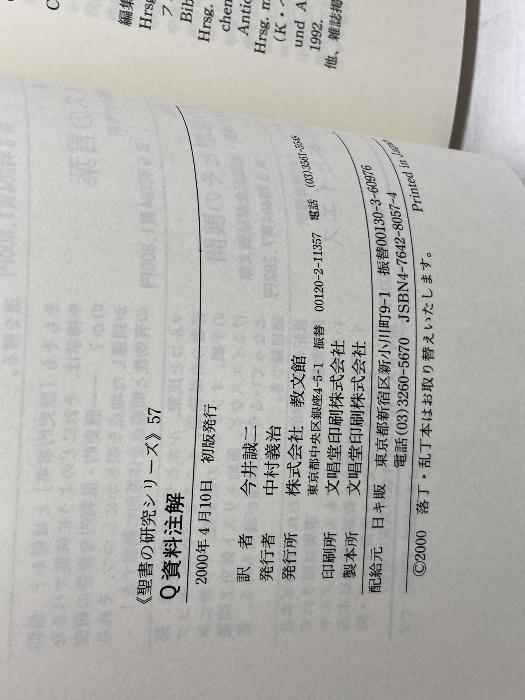 C
編集
Hrsg
フ
Bib
Hrsg.
chen
Antic
Hrsg. m
(K・
und A
1992.
他、雑誌掲
《聖書の研究シリーズ》57
Q資料注解
2000年4月10日 初版発行
訳 者 今井誠二
発行者 中村義治
発行所 株式会社 教文館
東京都中央区銀座4-5-1 振替 00120-2-11357 電話 (03)3561-5549
印刷所 文唱堂印刷株式会社
製本所 文唱堂印刷株式会社
配給元 日キ販 東京都新宿区新小川町9-1 振替00130-3-60976
電話(03)3260-5670 JSBN4-7642-8057-4
Ⓒ2000 落丁・乱丁本はお取り替えいたします。 Printed in Japan